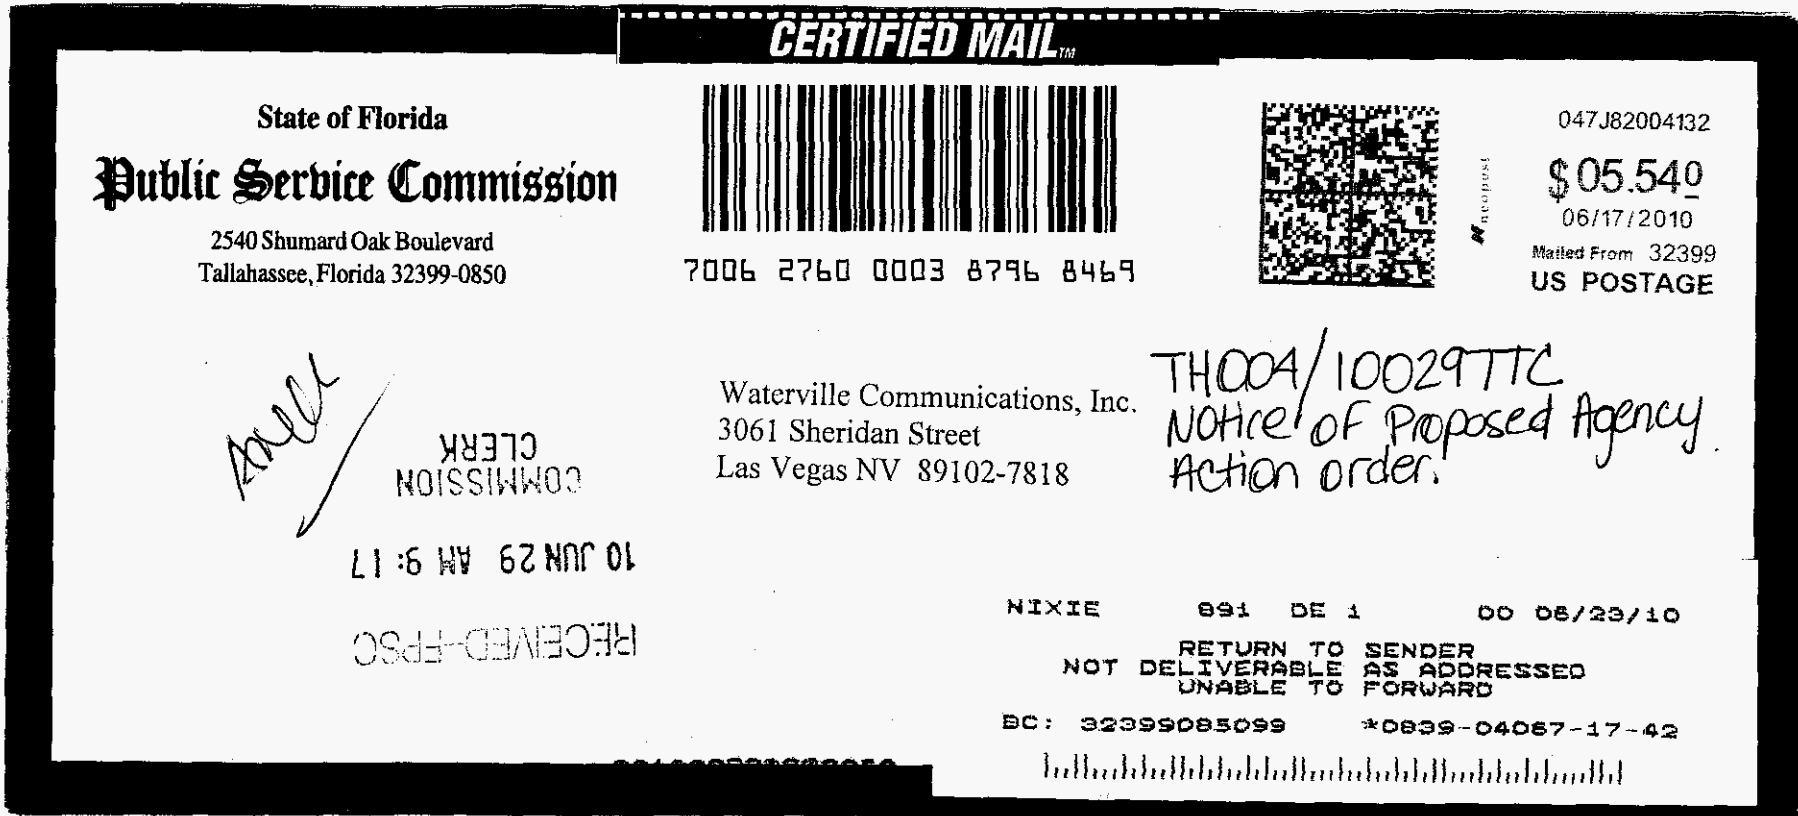 CERTIFIED MAIL™
State of Florida
Public Service Commission
2540 Shumard Oak Boulevard
Tallahassee, Florida 32399-0850
7006 2760 0003 8796 8469
neopost
047J82004132
$05.540
06/17/2010
Mailed From 32399
US POSTAGE
Waterville Communications, Inc.
3061 Sheridan Street
Las Vegas NV 89102-7818
TH004/10029TTC
Notice of Proposed Agency
Action order.
RECEIVED-FPSC
10 JUN 29 AM 9:17
COMMISSION
CLERK
NIXIE 891 DE 1 00 06/23/10
RETURN TO SENDER
NOT DELIVERABLE AS ADDRESSED
UNABLE TO FORWARD
BC: 32399085099 *0839-04067-17-42